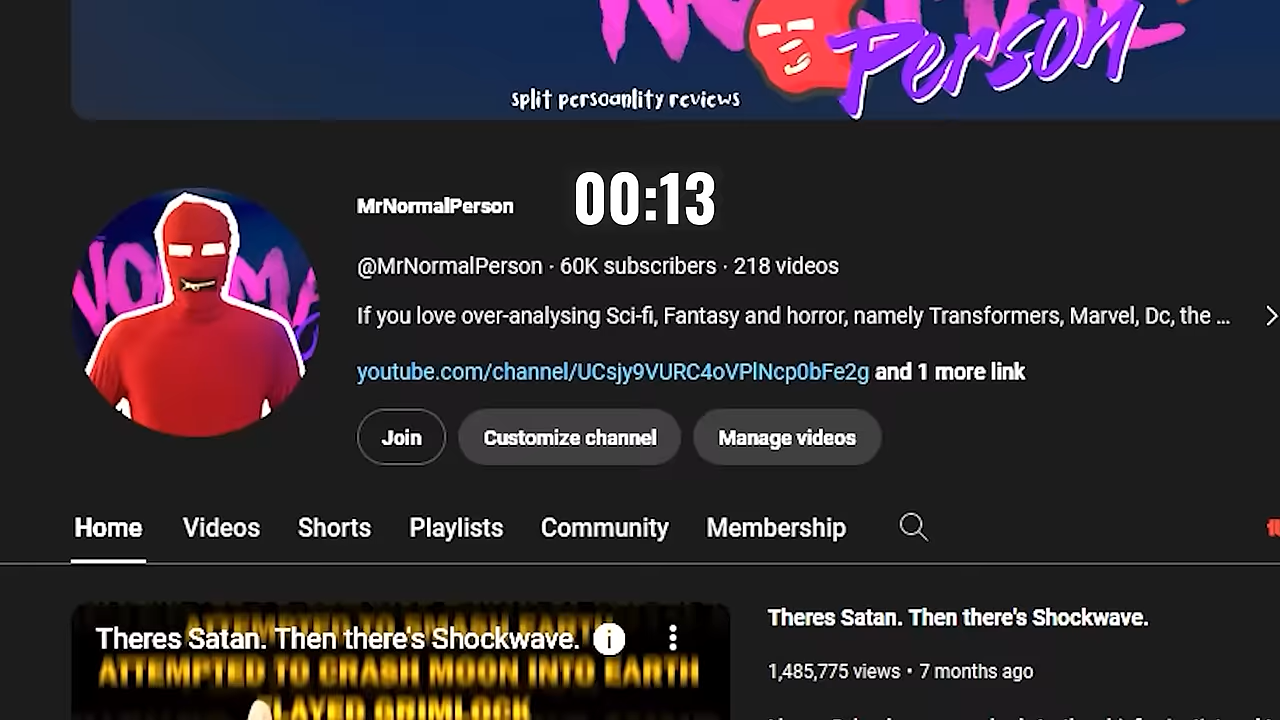 Person
split persoanlity reviews
00:13
MrNormalPerson
@MrNormalPerson · 60K subscribers · 218 videos
If you love over-analysing Sci-fi, Fantasy and horror, namely Transformers, Marvel, Dc, the ...
youtube.com/channel/UCsjy9VURC4oVPlNcp0bFe2g and 1 more link
Join
Customize channel
Manage videos
Home Videos Shorts Playlists Community Membership
Theres Satan. Then there's Shockwave.
ATTEMPTED TO CRASH MOON INTO EARTH
SLAYED GRIMLOCK
Theres Satan. Then there's Shockwave.
1,485,775 views • 7 months ago